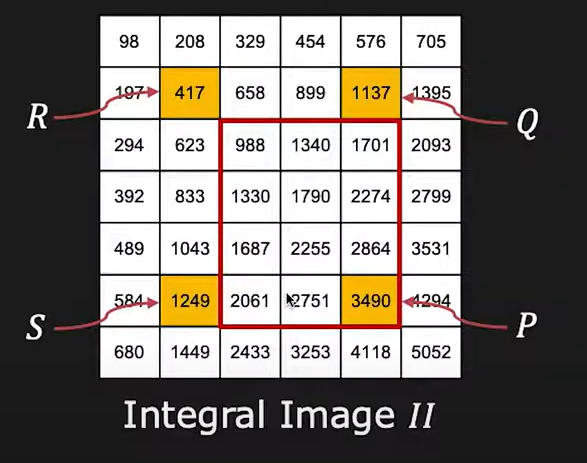 98 208 329 454 576 705
197 417 658 899 1137 1395
R Q
294 623 988 1340 1701 2093
392 833 1330 1790 2274 2799
489 1043 1687 2255 2864 3531
584 1249 2061 2751 3490 4294
S P
680 1449 2433 3253 4118 5052
Integral Image II